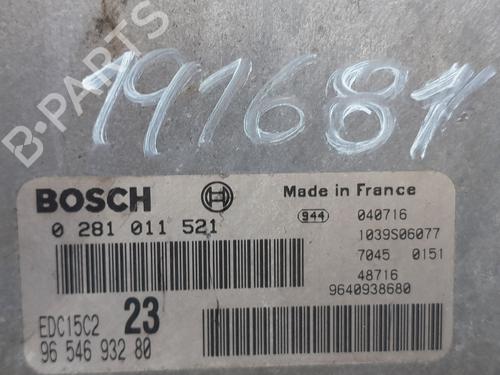 B-PARTS
191681
BOSCH
Made in France
0 281 011 521
944
040716
1039S06077
7045 0151
48716
9640938680
EDC15C2
23
96 546 932 80